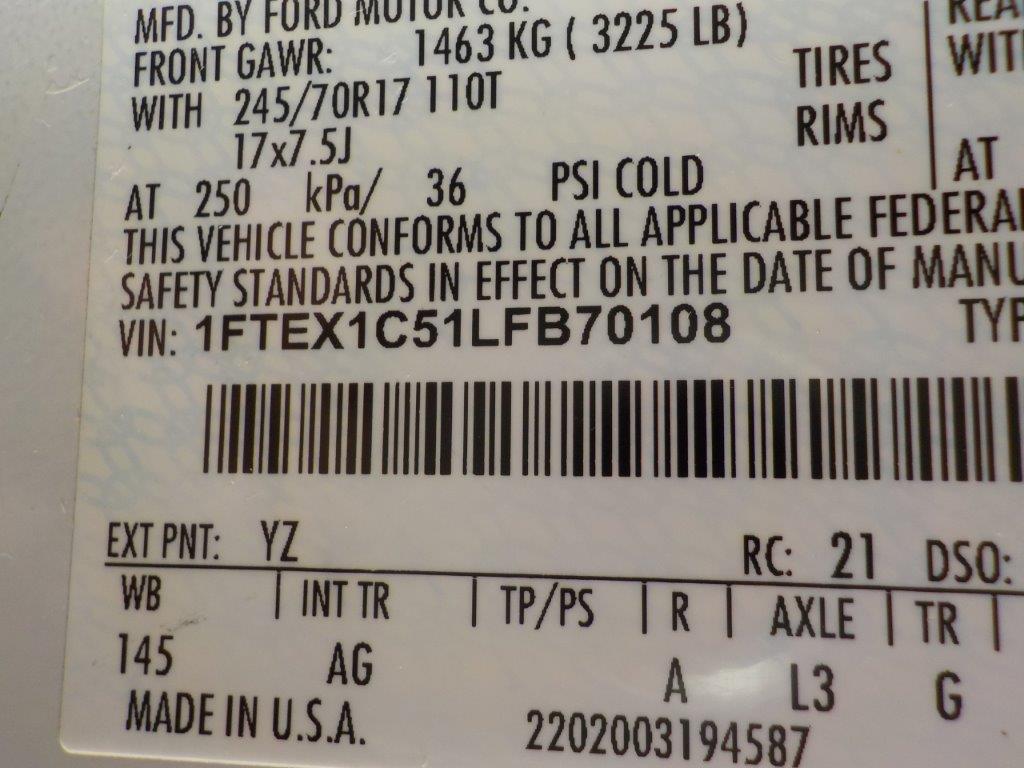 MFD. BY FORD MOTOR CO.
FRONT GAWR: 1463 KG ( 3225 LB)
WITH 245/70R17 110T TIRES
17x7.5J RIMS
AT 250 kPa/ 36 PSI COLD
REA
WIT
AT
THIS VEHICLE CONFORMS TO ALL APPLICABLE FEDERA
SAFETY STANDARDS IN EFFECT ON THE DATE OF MANU
VIN: 1FTEX1C51LFB70108 TYP
EXT PNT: YZ RC: 21 DSO:
WB | INT TR | TP/PS | R | AXLE | TR |
145 AG A L3 G
MADE IN U.S.A. 2202003194587